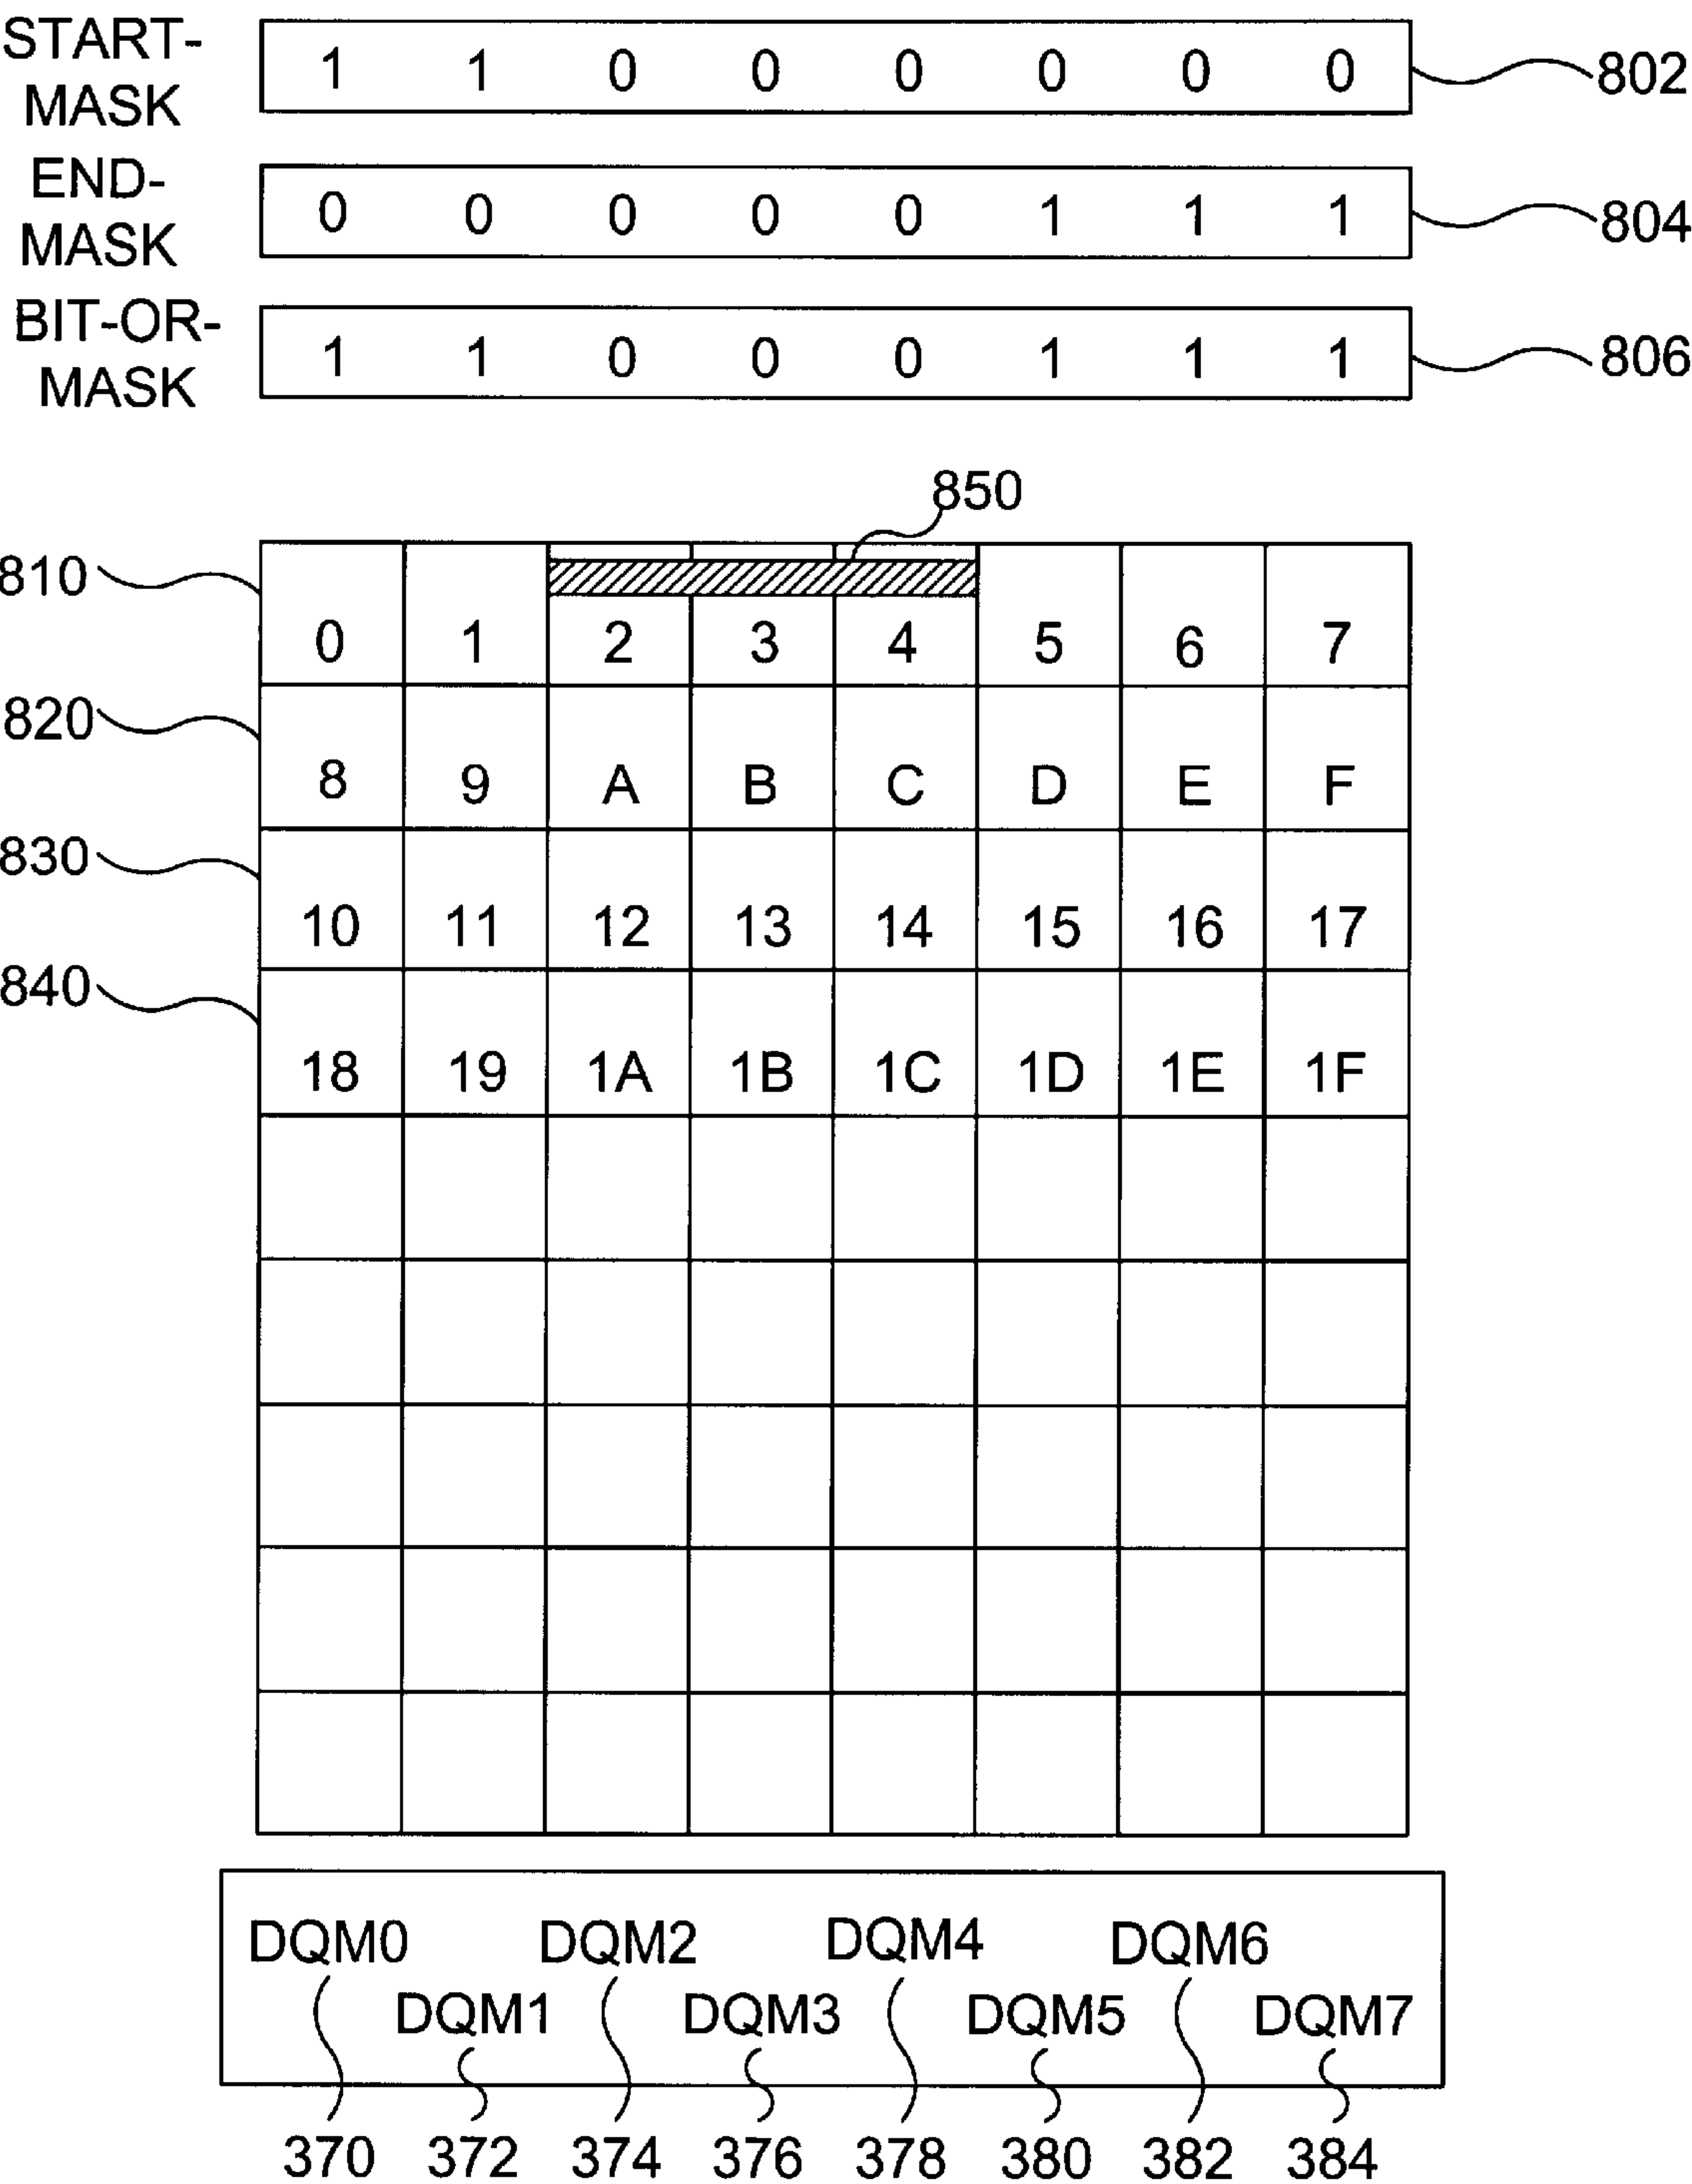 START-
MASK
1 1 0 0 0 0 0 0
802
END-
MASK
0 0 0 0 0 1 1 1
804
BIT-OR-
MASK
1 1 0 0 0 1 1 1
806
850
810
0 1 2 3 4 5 6 7
820
8 9 A B C D E F
830
10 11 12 13 14 15 16 17
840
18 19 1A 1B 1C 1D 1E 1F
DQM0 DQM2 DQM4 DQM6
DQM1 DQM3 DQM5 DQM7
370 372 374 376 378 380 382 384